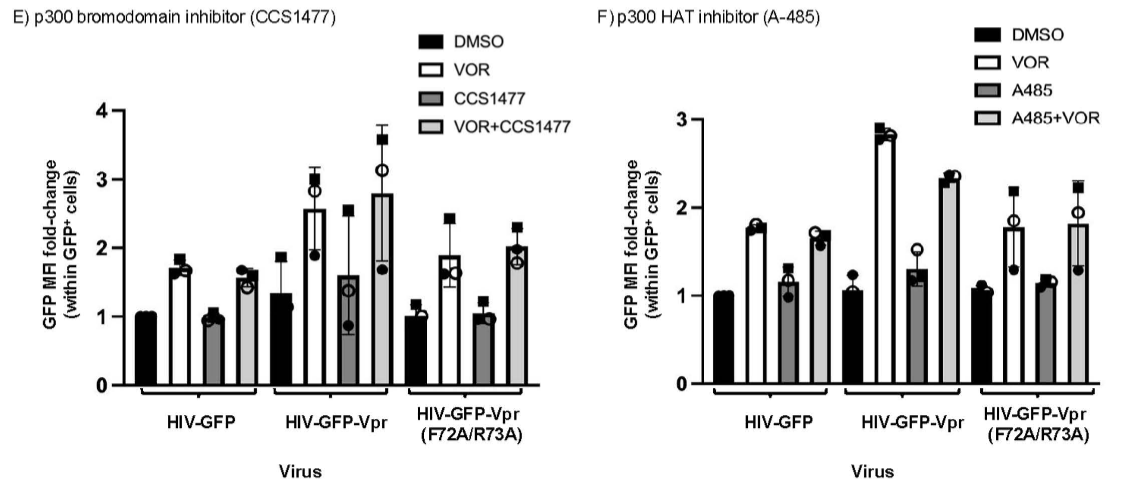 E) p300 bromodomain inhibitor (CCS1477)
DMSO
VOR
CCS1477
VOR+CCS1477
GFP MFI fold-change
(within GFP⁺ cells)
4
3
2
1
0
HIV-GFP
HIV-GFP-Vpr
HIV-GFP-Vpr
(F72A/R73A)
Virus
F) p300 HAT inhibitor (A-485)
DMSO
VOR
A485
A485+VOR
GFP MFI fold-change
(within GFP⁺ cells)
3
2
1
0
HIV-GFP
HIV-GFP-Vpr
HIV-GFP-Vpr
(F72A/R73A)
Virus